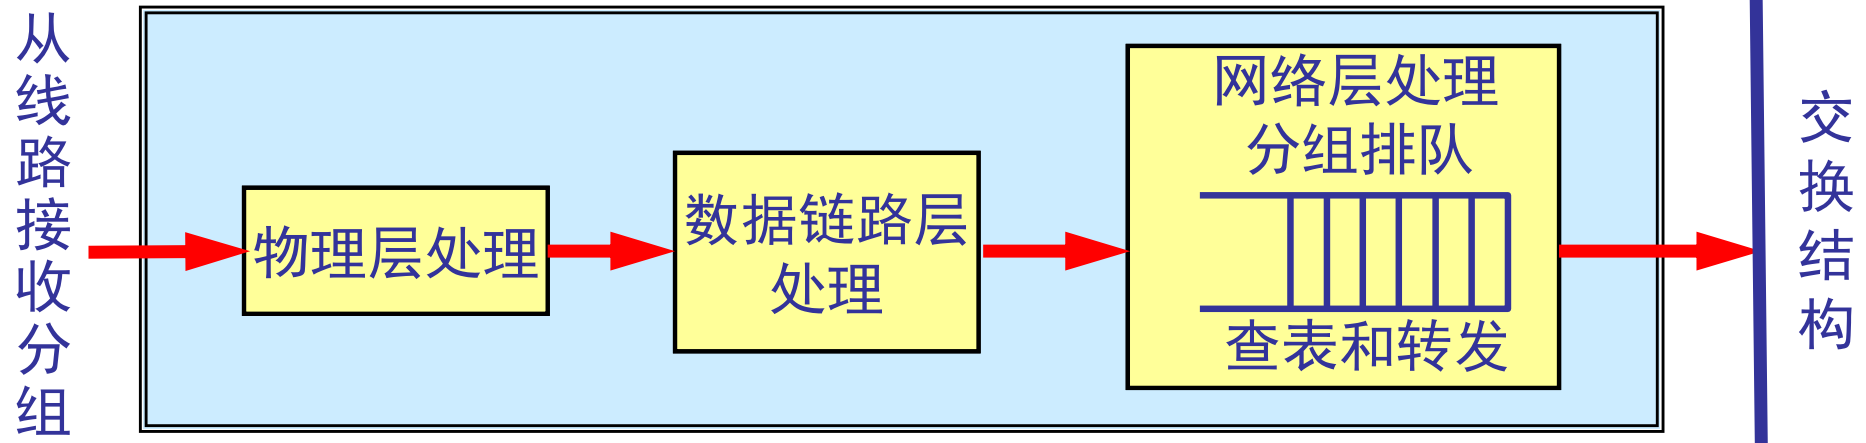 从线路接收分组
物理层处理
数据链路层
处理
网络层处理
分组排队
查表和转发
交换结构